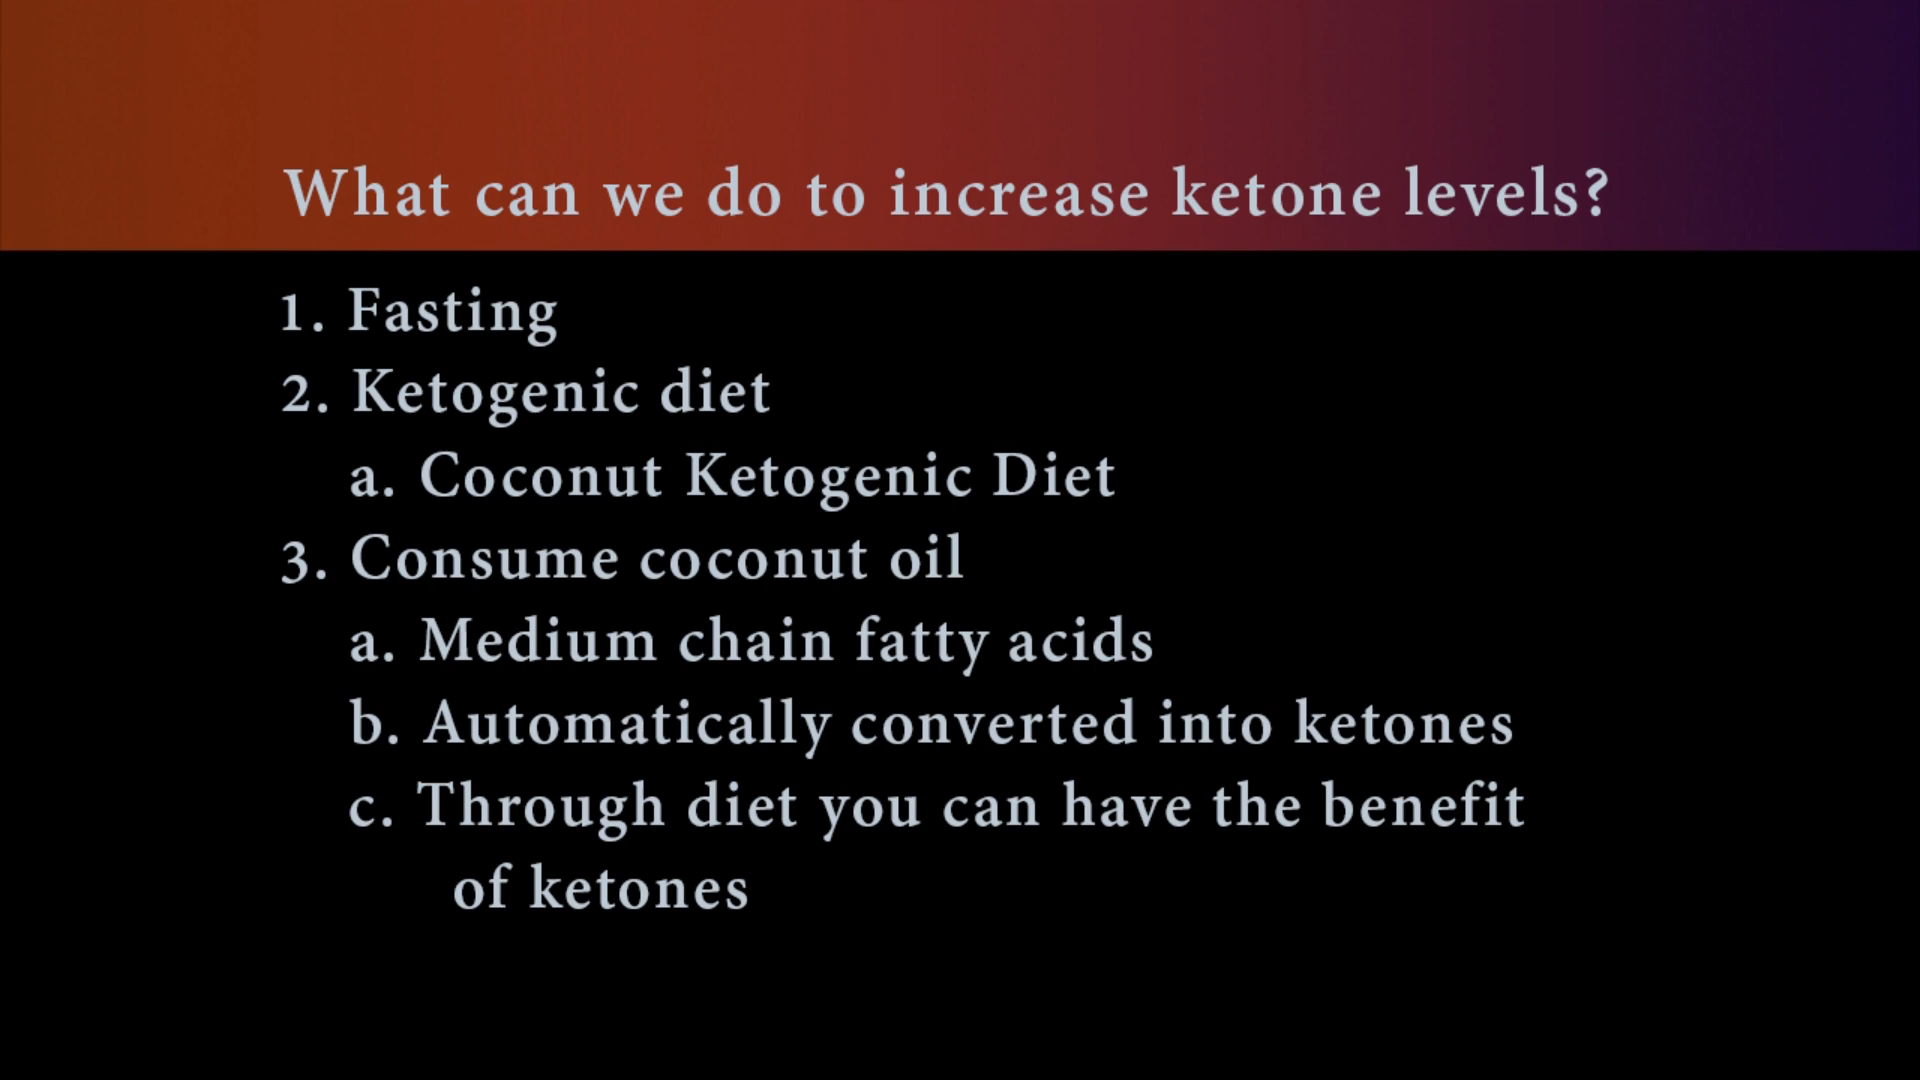 What can we do to increase ketone levels?
1. Fasting
2. Ketogenic diet
a. Coconut Ketogenic Diet
3. Consume coconut oil
a. Medium chain fatty acids
b. Automatically converted into ketones
c. Through diet you can have the benefit
of ketones